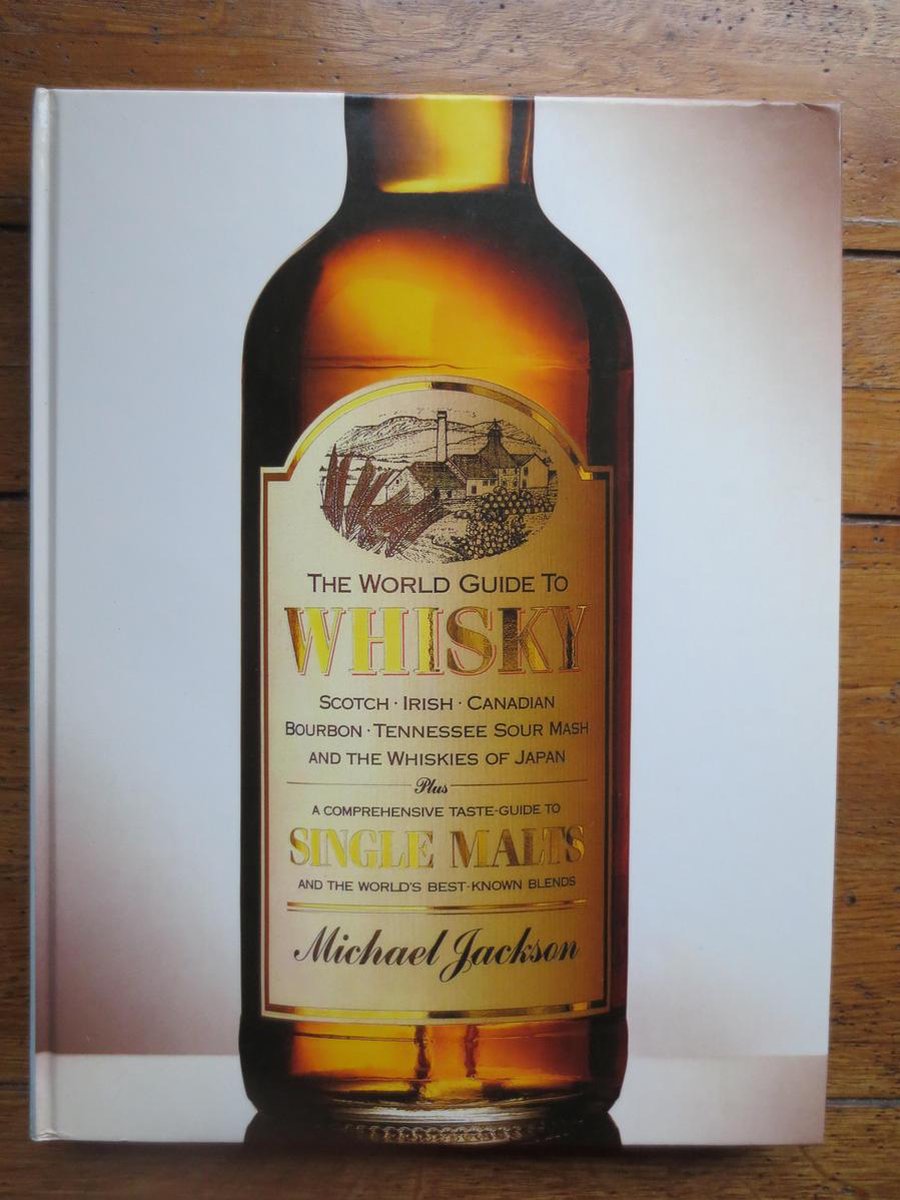 THE WORLD GUIDE TO
WHISKY
SCOTCH · IRISH · CANADIAN
BOURBON · TENNESSEE SOUR MASH
AND THE WHISKIES OF JAPAN
Plus
A COMPREHENSIVE TASTE-GUIDE TO
SINGLE MALTS
AND THE WORLD'S BEST-KNOWN BLENDS
Michael Jackson